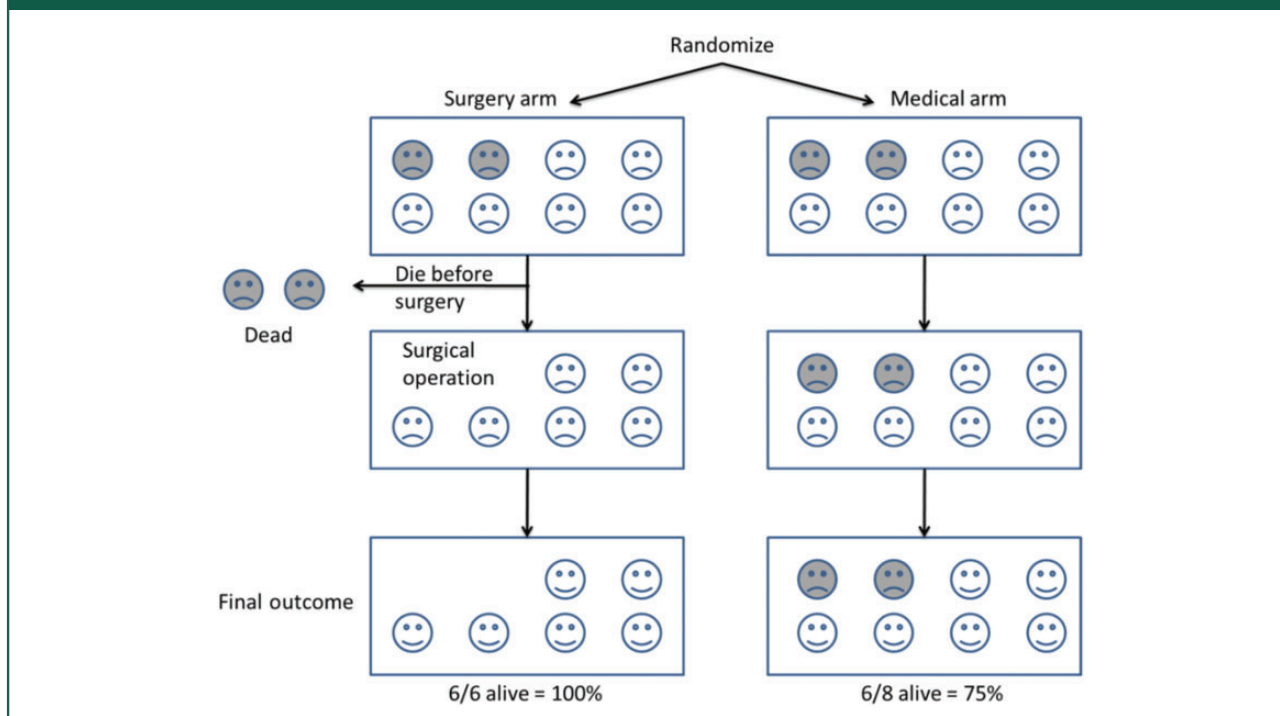 Randomize
Surgery arm
Medical arm
Die before
surgery
Dead
Surgical
operation
Final outcome
6/6 alive = 100%
6/8 alive = 75%